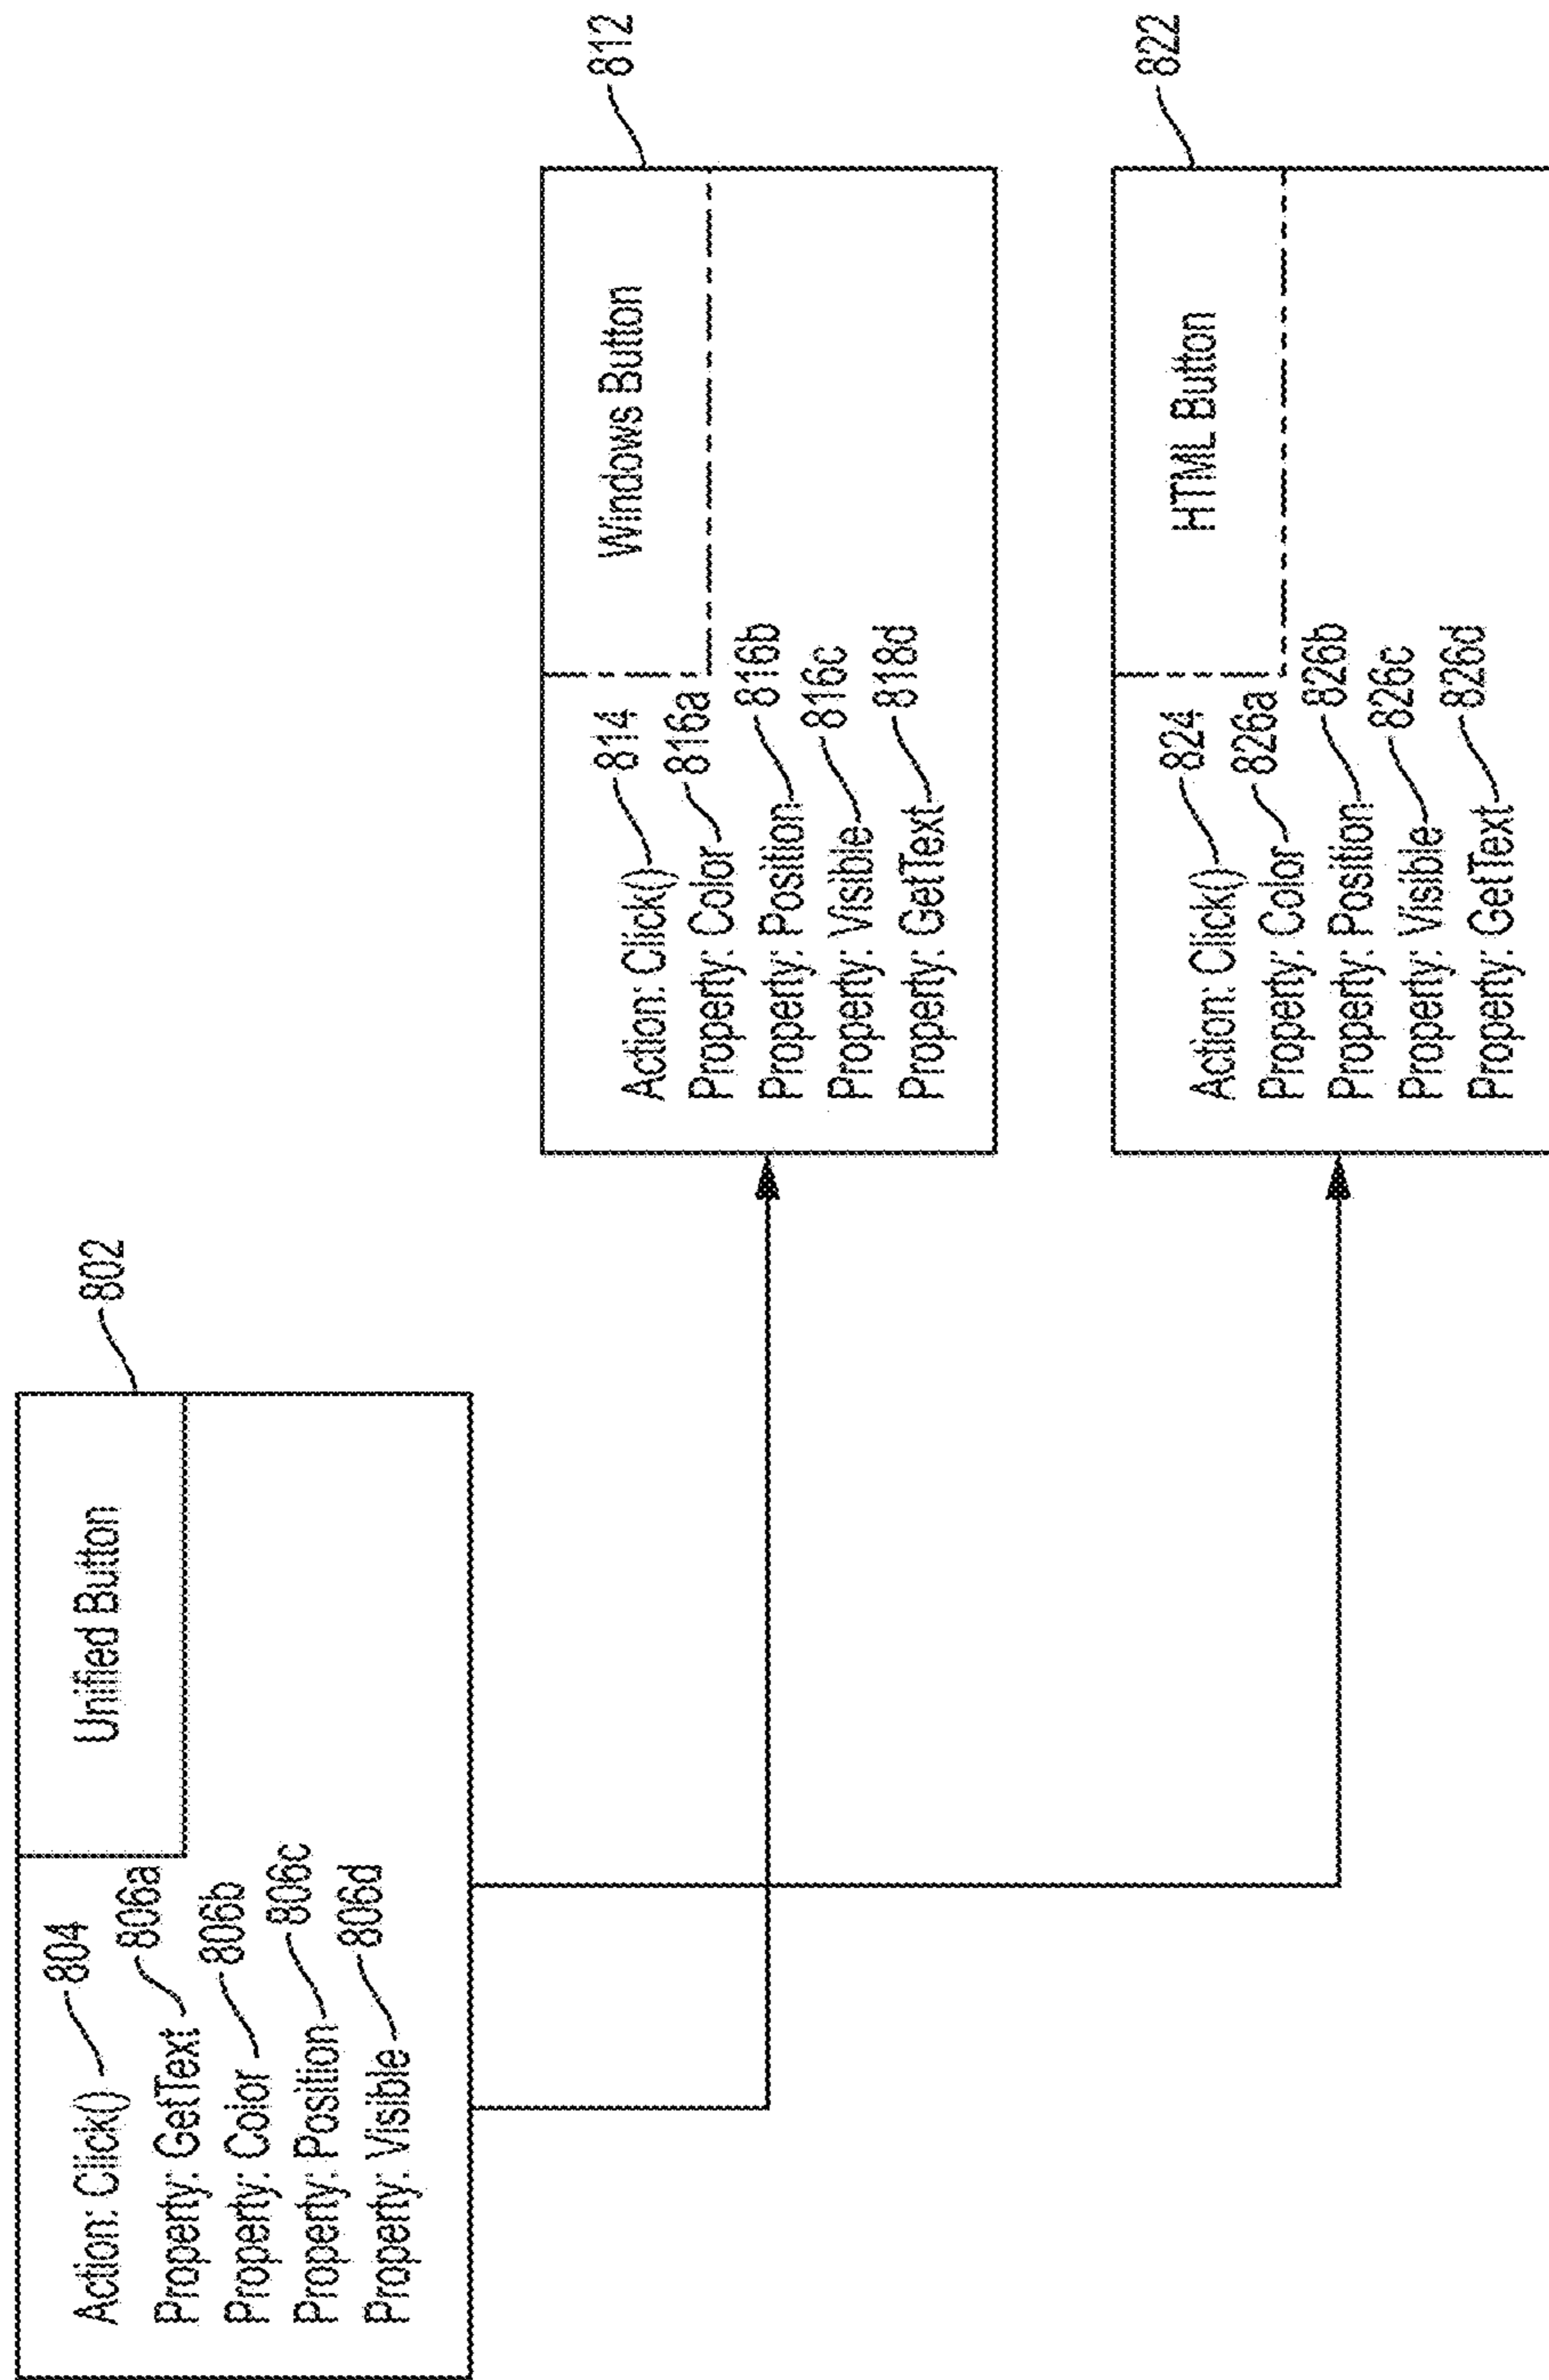 802
Unified Button
Action: Click() 804
Property: GetText 806a
Property: Color 806b
Property: Position 806c
Property: Visible 806d
812
Windows Button
Action: Click() 814
Property: Color 816a
Property: Position 816b
Property: Visible 816c
Property: GetText 818d
822
HTML Button
Action: Click() 824
Property: Color 826a
Property: Position 826b
Property: Visible 826c
Property: GetText 826d